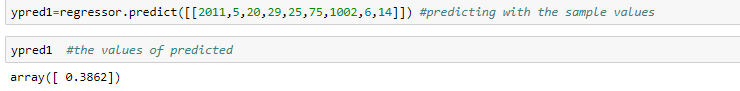 ypred1=regressor.predict([[2011,5,20,29,25,75,1002,6,14]]) #predicting with the sample values
ypred1  #the values of predicted
array([ 0.3862])